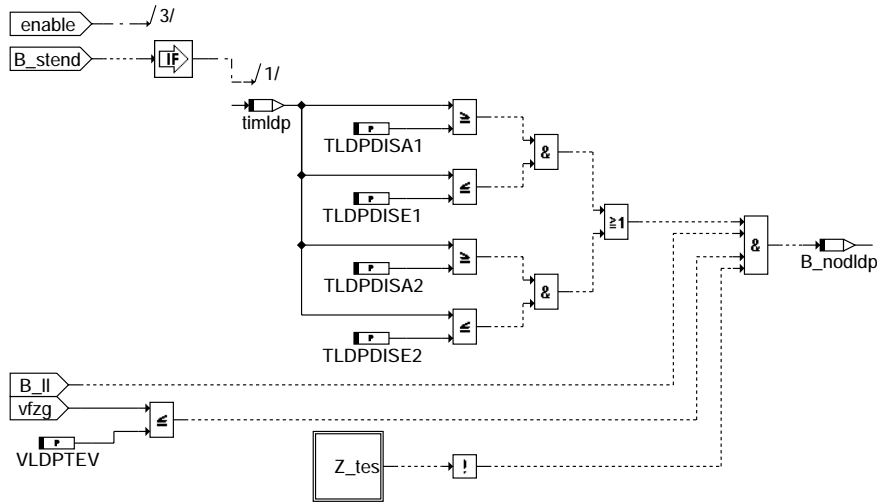 enable /3/
B_stend IF /1/
timldp
≥
P
TLDPDISA1
&
≤
P
TLDPDISE1
≥1
≥
P
TLDPDISA2
&
≤
P
TLDPDISE2
&
B_nodldp
B_ll
vfzg
≤
P
VLDPTEV
Z_tes !